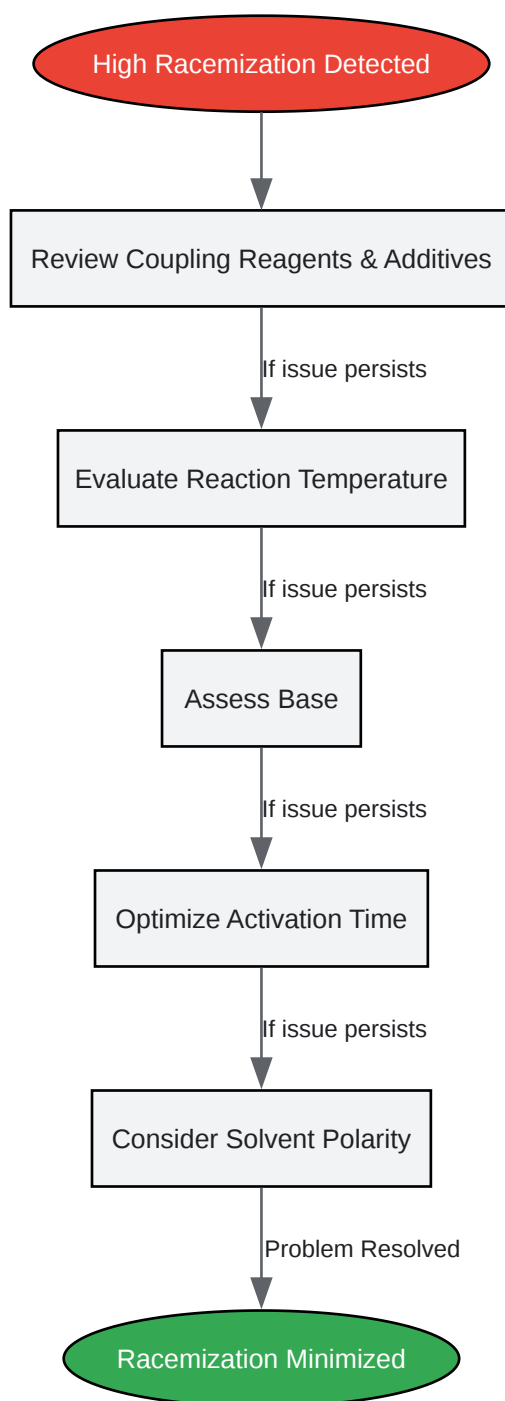 High Racemization Detected
Review Coupling Reagents & Additives
If issue persists
Evaluate Reaction Temperature
If issue persists
Assess Base
If issue persists
Optimize Activation Time
If issue persists
Consider Solvent Polarity
Problem Resolved
Racemization Minimized